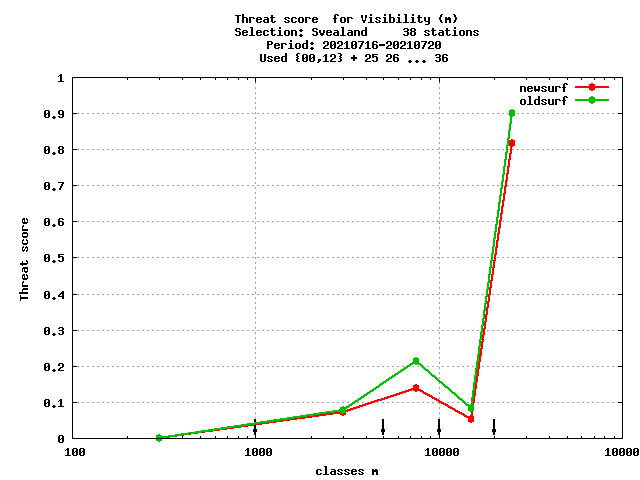 Threat score  for Visibility (m)
Selection: Svealand     38 stations
Period: 20210716-20210720
Used {00,12} + 25 26 ... 36
newsurf
oldsurf
1
0.9
0.8
0.7
0.6
0.5
0.4
0.3
0.2
0.1
0
Threat score
100
1000
10000
10000
classes m